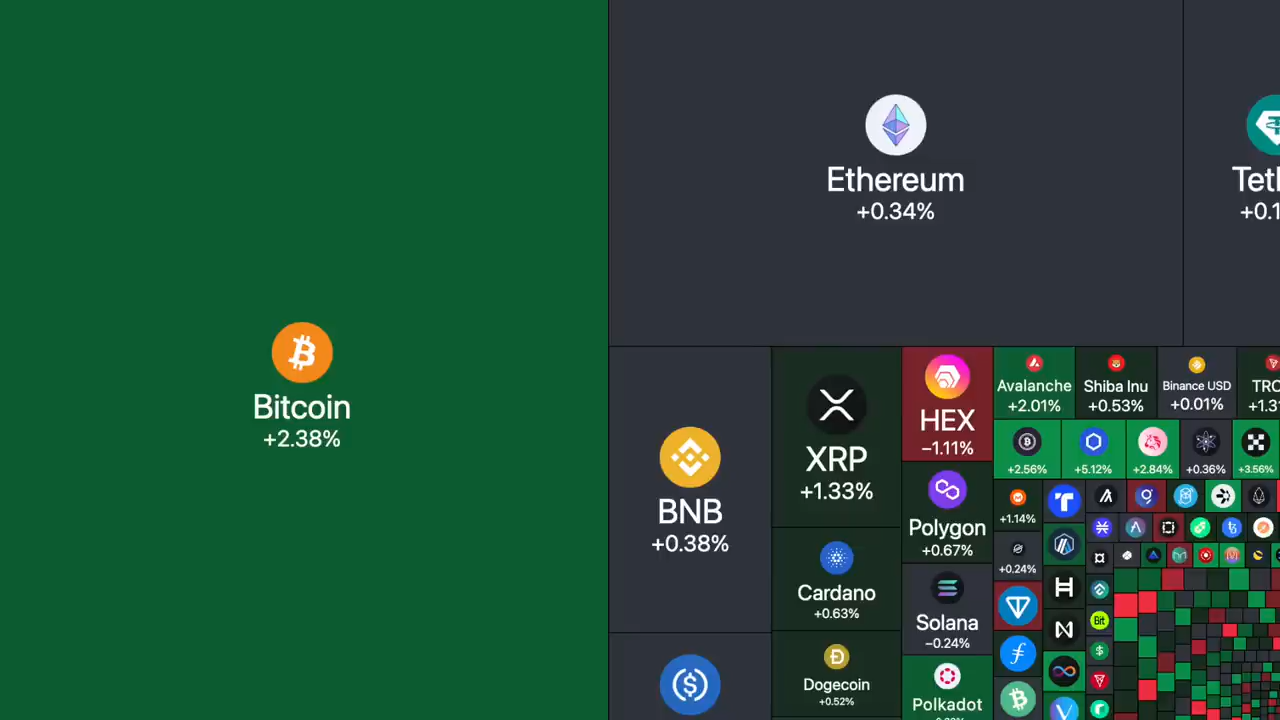 Bitcoin
+2.38%
Ethereum
+0.34%
BNB
+0.38%
XRP
+1.33%
Cardano
+0.63%
Dogecoin
+0.52%
HEX
−1.11%
Polygon
+0.67%
Solana
−0.24%
Polkadot
Avalanche
+2.01%
Shiba Inu
+0.53%
Binance USD
+0.01%
+2.56%
+5.12%
+2.84%
+0.36%
+3.56%
+1.14%
+0.24%
Bit